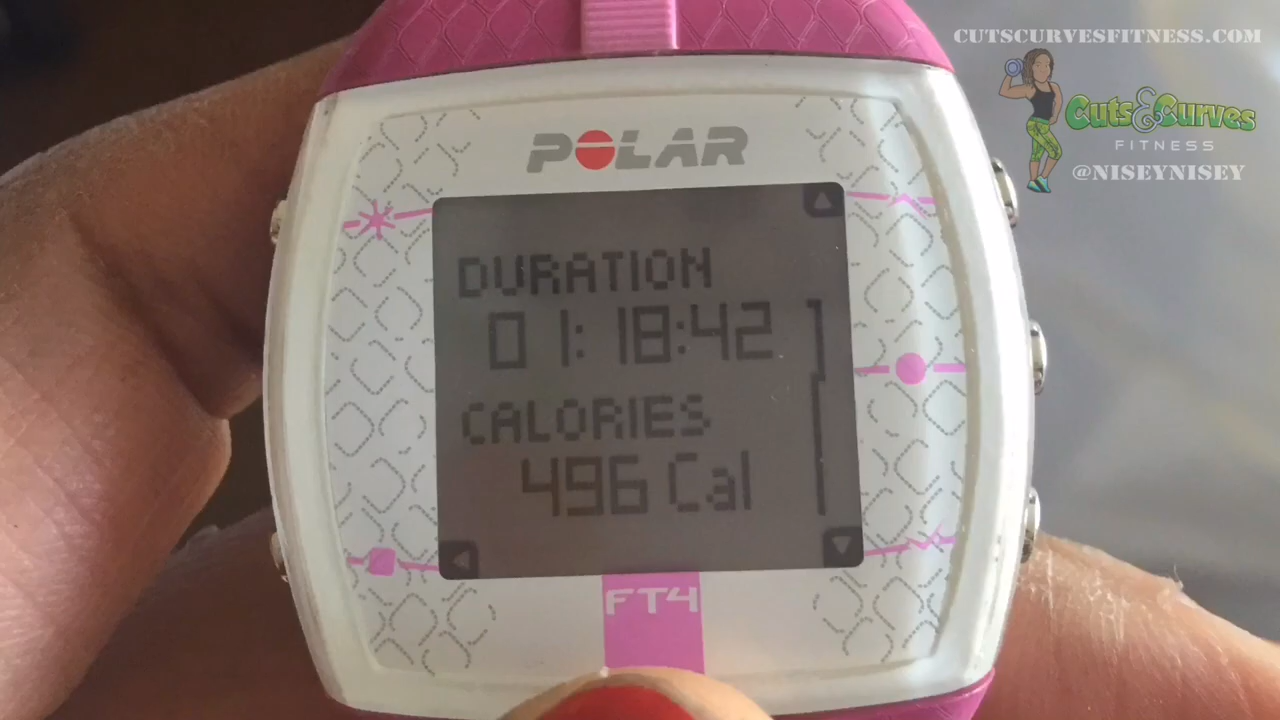 CUTSCURVESFITNESS.COM
Cuts&Curves
FITNESS
@NISEYNISEY
POLAR
DURATION
01:18:42
CALORIES
496 Cal
FT4